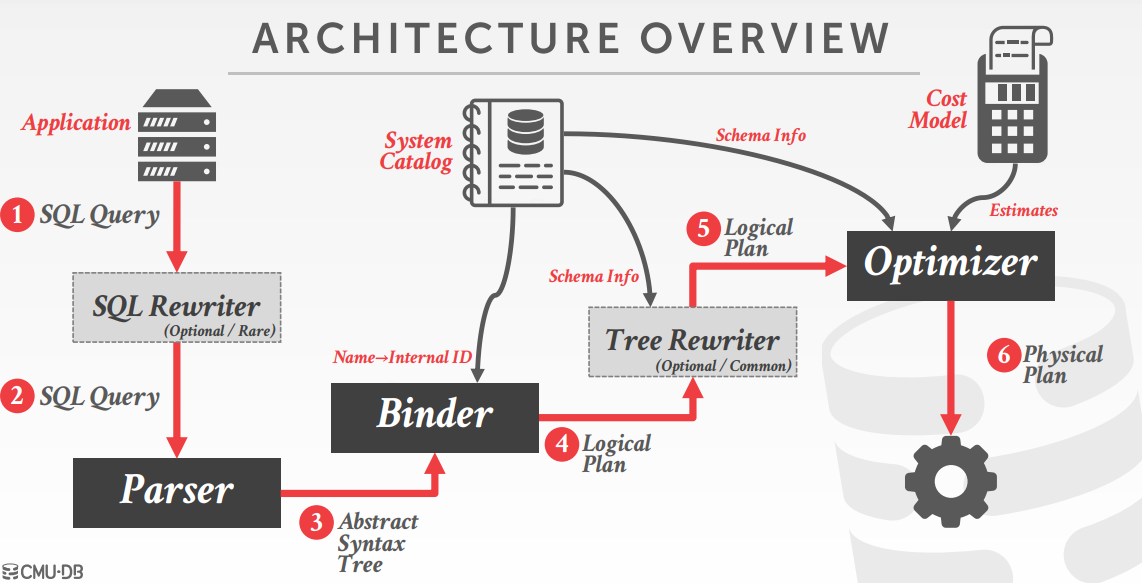 ARCHITECTURE OVERVIEW
Application
1 SQL Query
SQL Rewriter
(Optional / Rare)
2 SQL Query
Parser
3 Abstract
Syntax
Tree
System
Catalog
Name→Internal ID
Binder
4 Logical
Plan
Schema Info
Tree Rewriter
(Optional / Common)
5 Logical
Plan
Schema Info
Cost
Model
Estimates
Optimizer
6 Physical
Plan
CMU·DB